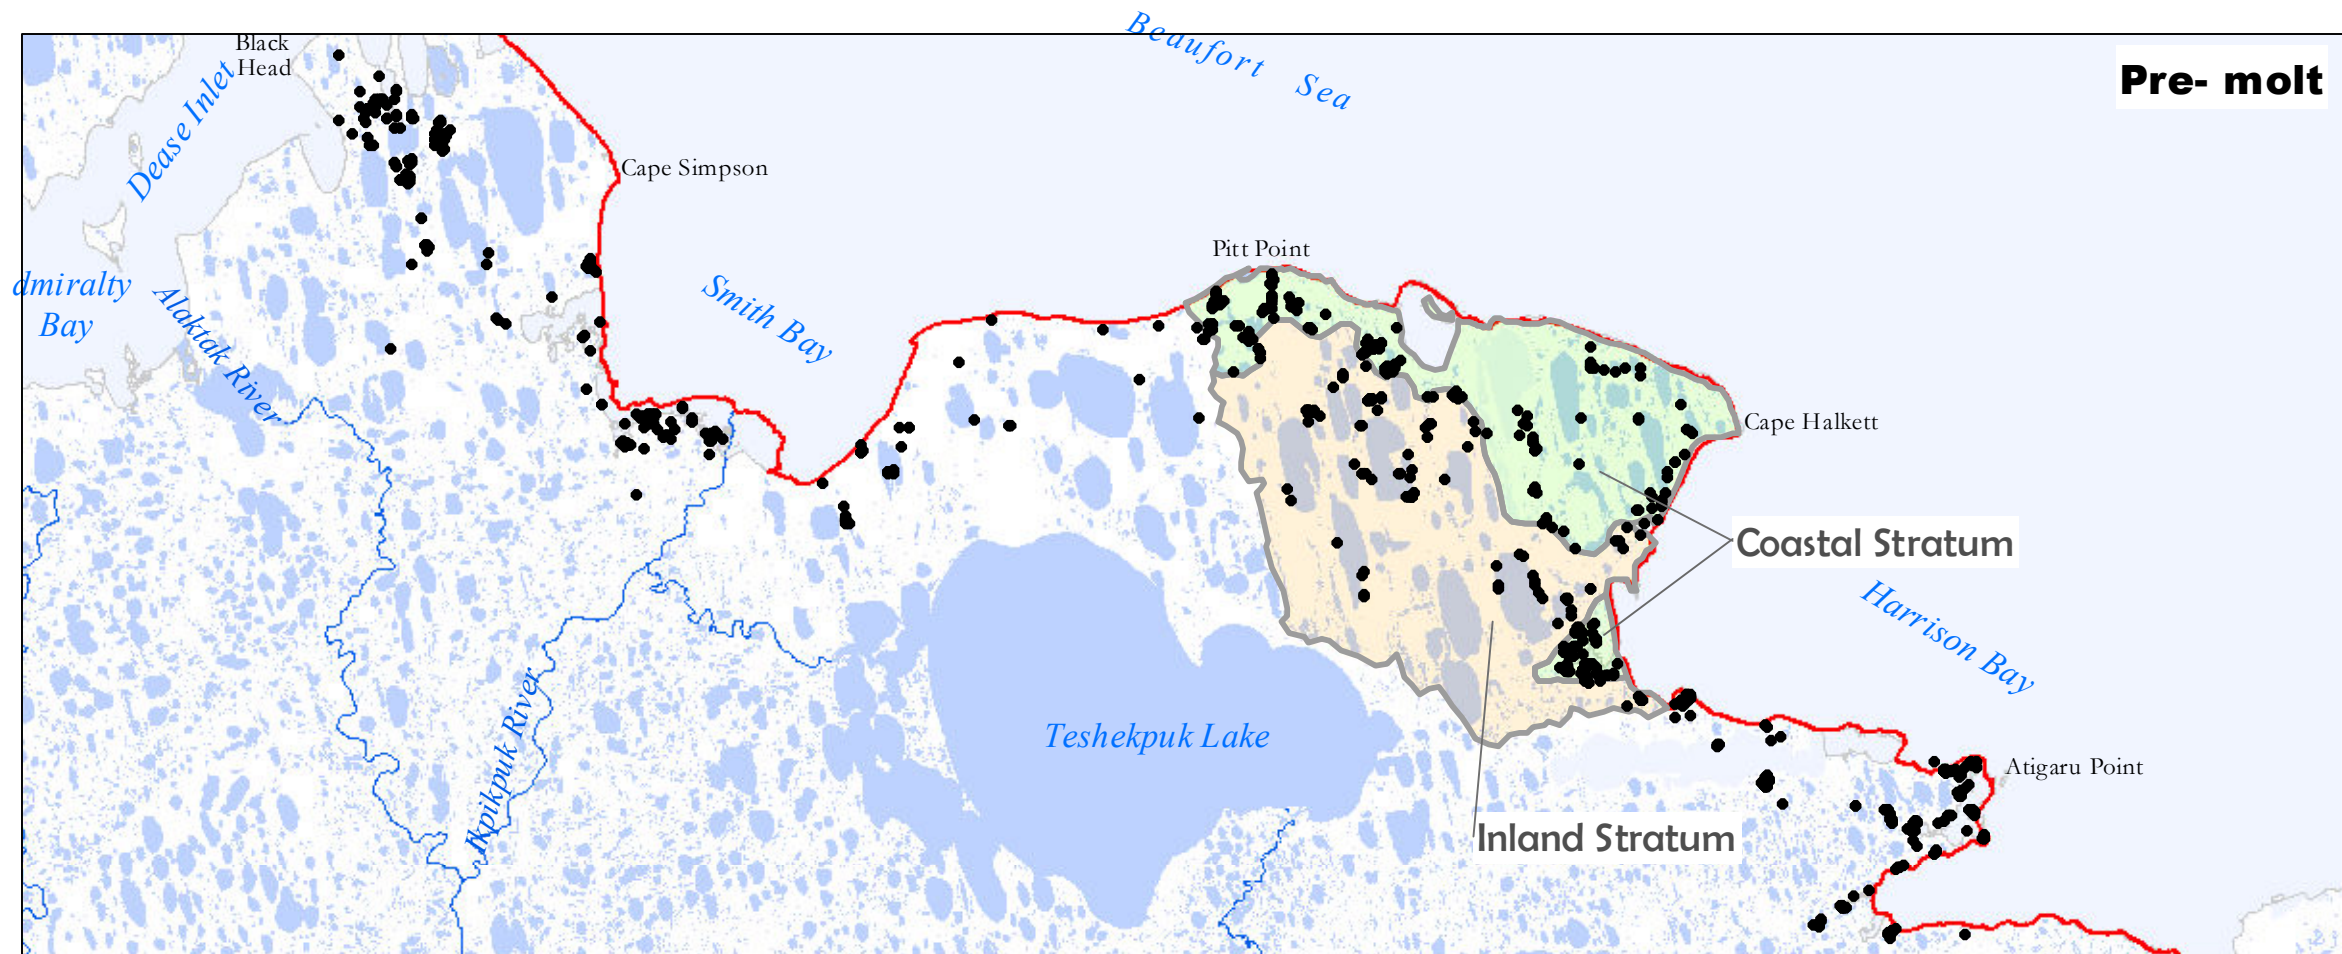 Beaufort Sea
Black
Head
Pre- molt
Dease Inlet
Cape Simpson
Pitt Point
dmiralty
Bay
Alaktak River
Smith Bay
Cape Halkett
Coastal Stratum
Harrison Bay
Ikpikpuk River
Teshekpuk Lake
Atigaru Point
Inland Stratum